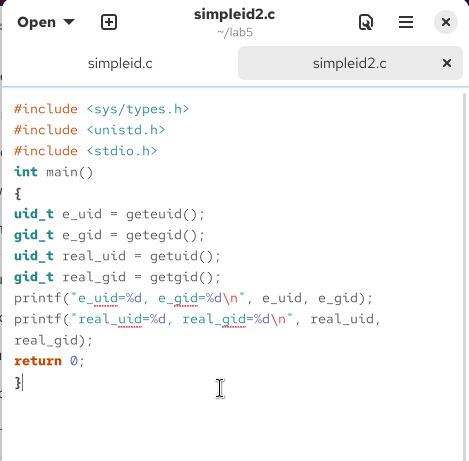 Open
simpleid2.c
~/lab5
simpleid.c
simpleid2.c
#include <sys/types.h>
#include <unistd.h>
#include <stdio.h>
int main()
{
uid_t e_uid = geteuid();
gid_t e_gid = getegid();
uid_t real_uid = getuid();
gid_t real_gid = getgid();
printf("e_uid=%d, e_gid=%d\n", e_uid, e_gid);
printf("real_uid=%d, real_gid=%d\n", real_uid,
real_gid);
return 0;
}